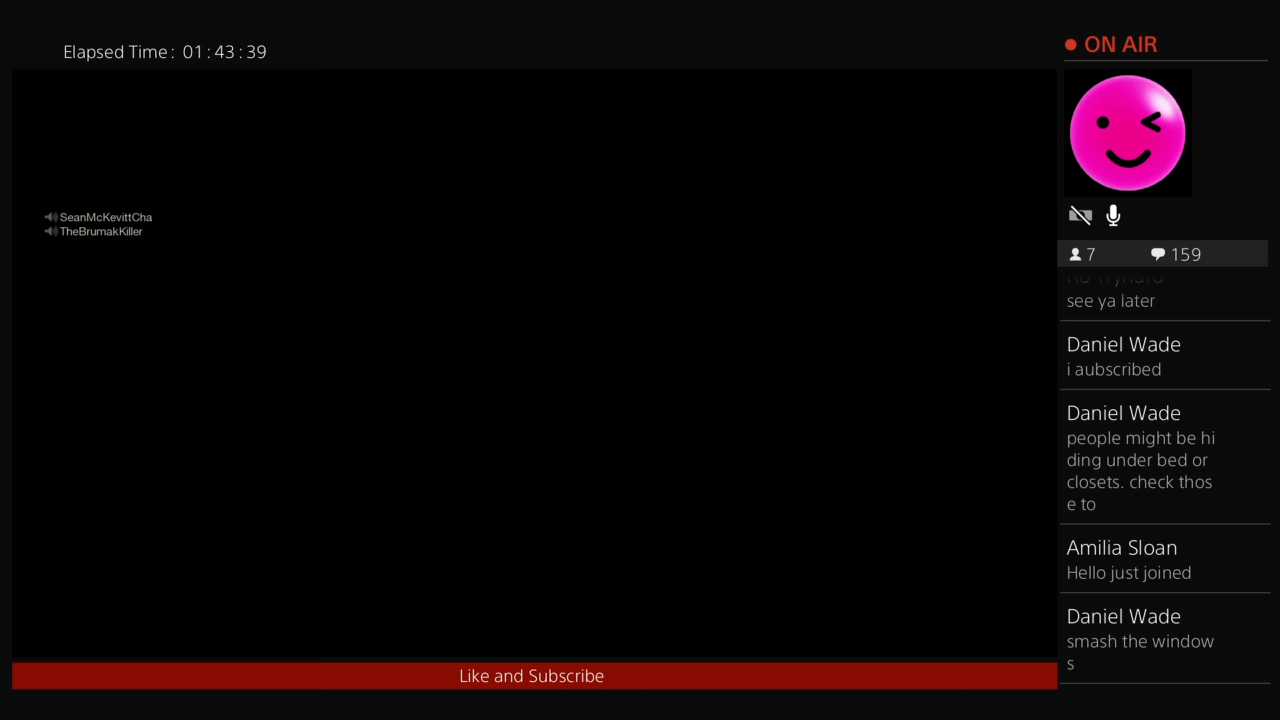 Elapsed Time: 01:43:39
ON AIR
SeanMcKevittCha
TheBrumakKiller
7 159
see ya later
Daniel Wade
i aubscribed
Daniel Wade
people might be hi
ding under bed or
closets. check thos
e to
Amilia Sloan
Hello just joined
Daniel Wade
smash the window
s
Like and Subscribe